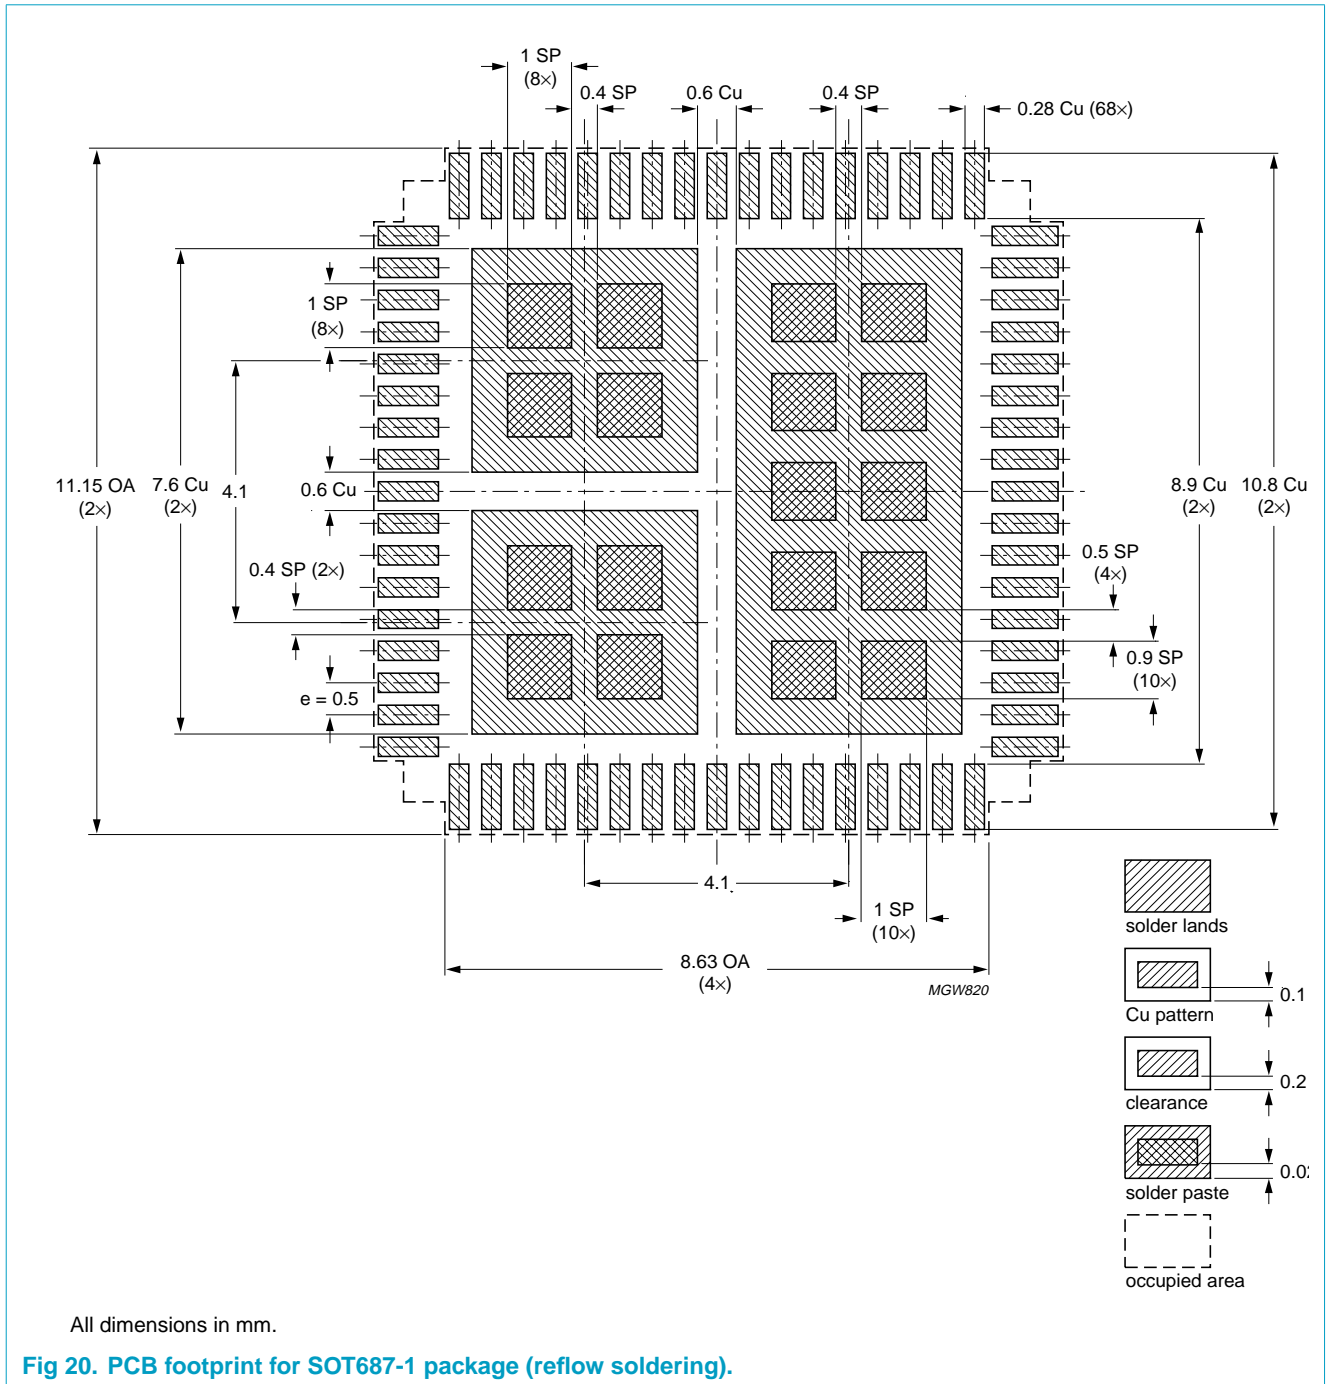 1 SP
(8×)
0.4 SP
0.6 Cu
0.4 SP
0.28 Cu (68×)
1 SP
(8×)
11.15 OA
(2×)
7.6 Cu
(2×)
4.1
0.6 Cu
8.9 Cu
(2×)
10.8 Cu
(2×)
0.4 SP (2×)
0.5 SP
(4×)
0.9 SP
(10×)
e = 0.5
4.1
1 SP
(10×)
8.63 OA
(4×)
MGW820
solder lands
0.1
Cu pattern
0.2
clearance
solder paste
occupied area
All dimensions in mm.
Fig 20. PCB footprint for SOT687-1 package (reflow soldering).